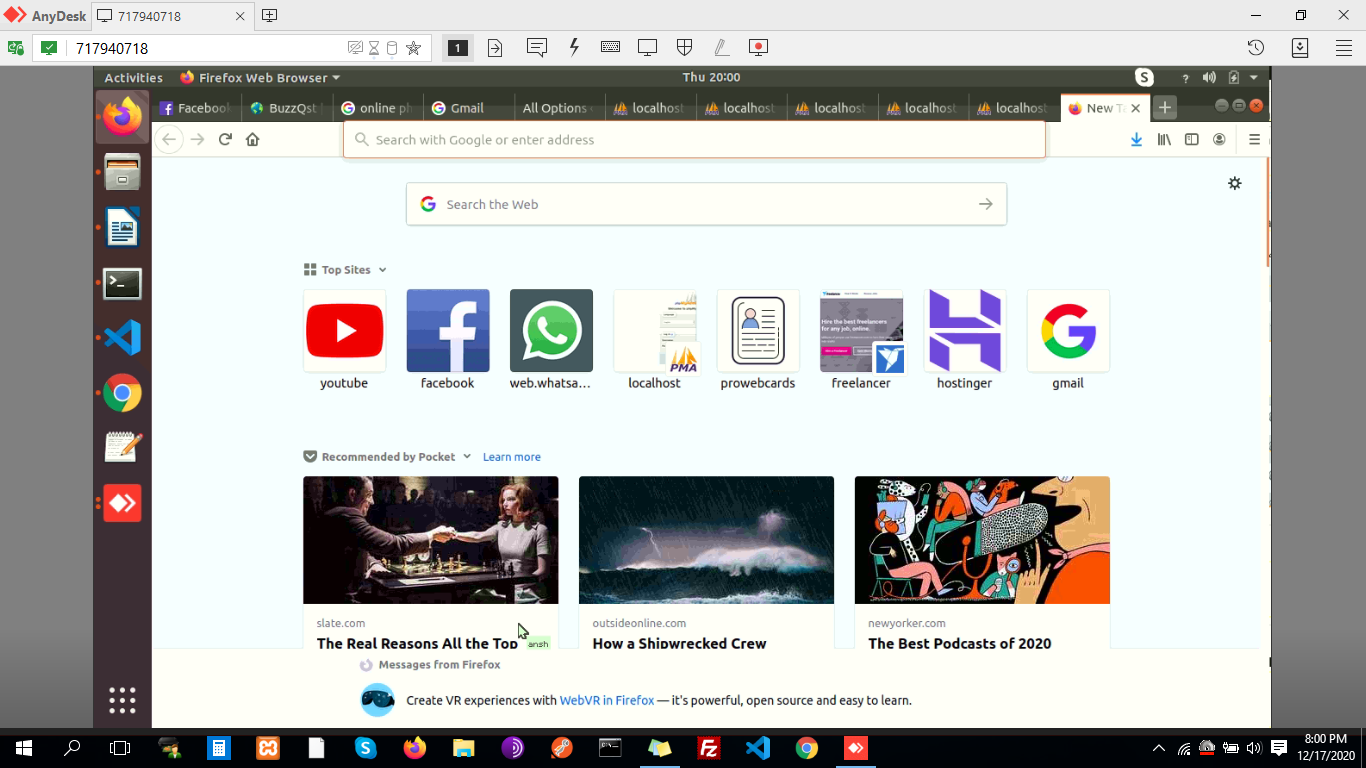 AnyDesk 717940718
717940718 1
Activities Firefox Web Browser Thu 20:00 S ?
Facebook BuzzQst online ph Gmail All Options localhost localhost localhost localhost localhost New T
Search with Google or enter address
Search the Web
Top Sites
PMA
youtube facebook web.whatsa... localhost prowebcards freelancer hostinger gmail
Recommended by Pocket Learn more
slate.com outsideonline.com newyorker.com
The Real Reasons All the Top How a Shipwrecked Crew The Best Podcasts of 2020
ansh
Messages from Firefox
Create VR experiences with WebVR in Firefox — it's powerful, open source and easy to learn.
8:00 PM
12/17/2020